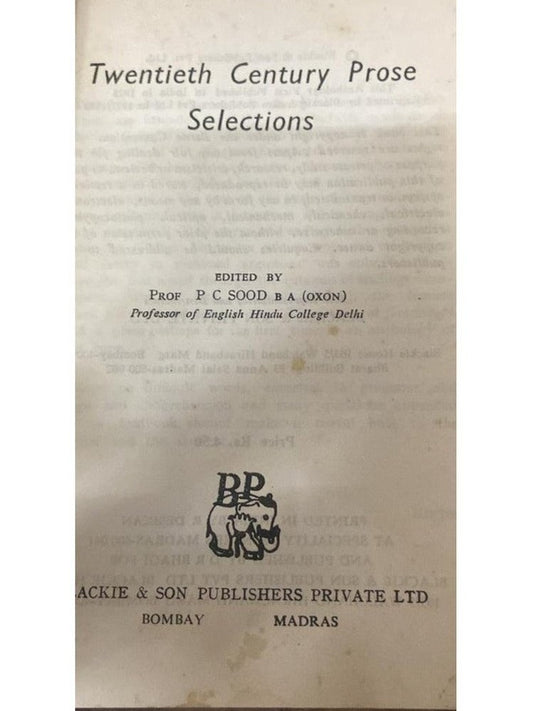 Twentieth Century Prose
Selections
EDITED BY
PROF P C SOOD B A (OXON)
Professor of English Hindu College Delhi
BP
LACKIE & SON PUBLISHERS PRIVATE LTD
BOMBAY MADRAS